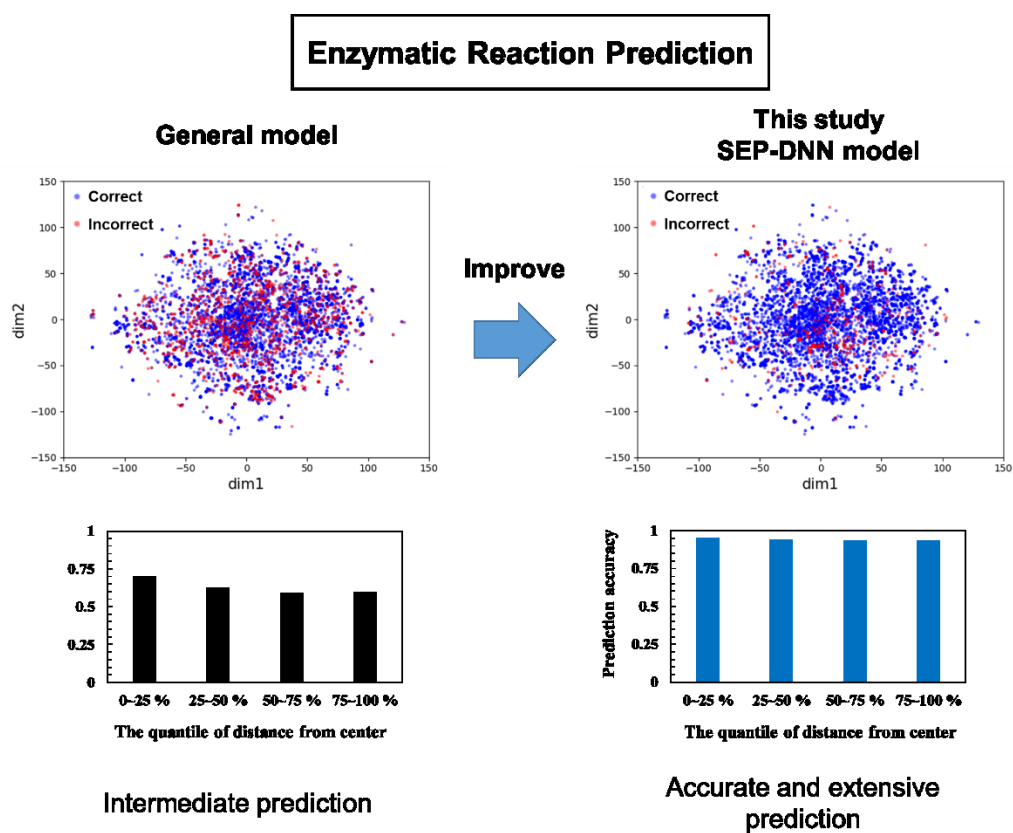 Enzymatic Reaction Prediction
General model
150
100
50
0
−50
−100
−150
dim2
Correct
Incorrect
−150
−100
−50
0
50
100
150
dim1
Improve
This study
SEP-DNN model
150
100
50
0
−50
−100
−150
dim2
Correct
Incorrect
−150
−100
−50
0
50
100
150
dim1
1
0.75
0.5
0.25
0
0~25 %
25~50 %
50~75 %
75~100 %
The quantile of distance from center
Intermediate prediction
Prediction accuracy
1
0.75
0.5
0.25
0
0~25 %
25~50 %
50~75 %
75~100 %
The quantile of distance from center
Accurate and extensive
prediction